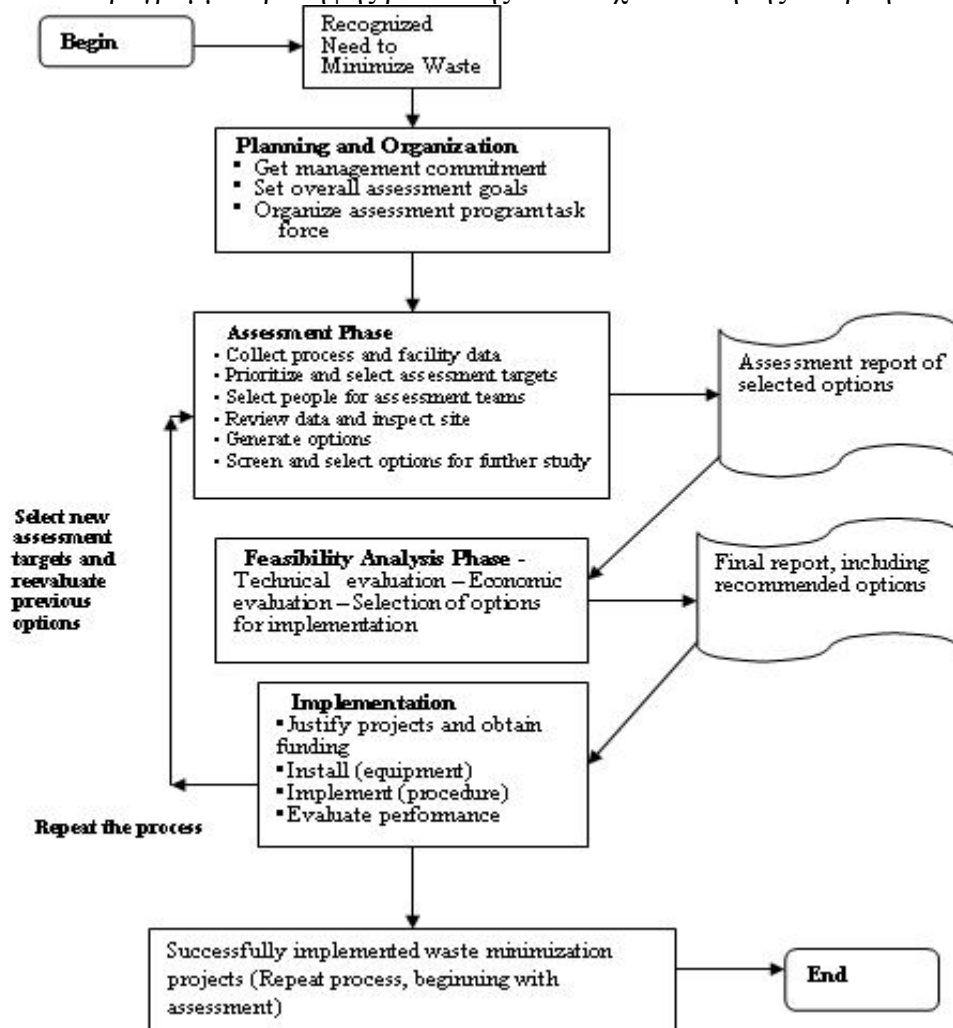 Begin
Recognized
Need to
Minimize Waste
Planning and Organization
▪ Get management commitment
▪ Set overall assessment goals
▪ Organize assessment program task
force
Assessment Phase
• Collect process and facility data
• Prioritize and select assessment targets
• Select people for assessment teams
• Review data and inspect site
• Generate options
• Screen and select options for further study
Assessment report of
selected options
Select new
assessment
targets and
reevaluate
previous
options
Feasibility Analysis Phase -
Technical evaluation – Economic
evaluation – Selection of options
for implementation
Final report, including
recommended options
Implementation
▪ Justify projects and obtain
funding
▪ Install (equipment)
▪ Implement (procedure)
▪ Evaluate performance
Repeat the process
Successfully implemented waste minimization
projects (Repeat process, beginning with
assessment)
End